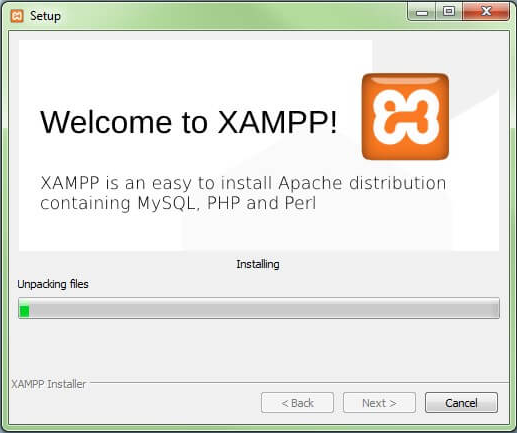 Setup
Welcome to XAMPP!
XAMPP is an easy to install Apache distribution
containing MySQL, PHP and Perl
Installing
Unpacking files
XAMPP Installer
< Back
Next >
Cancel